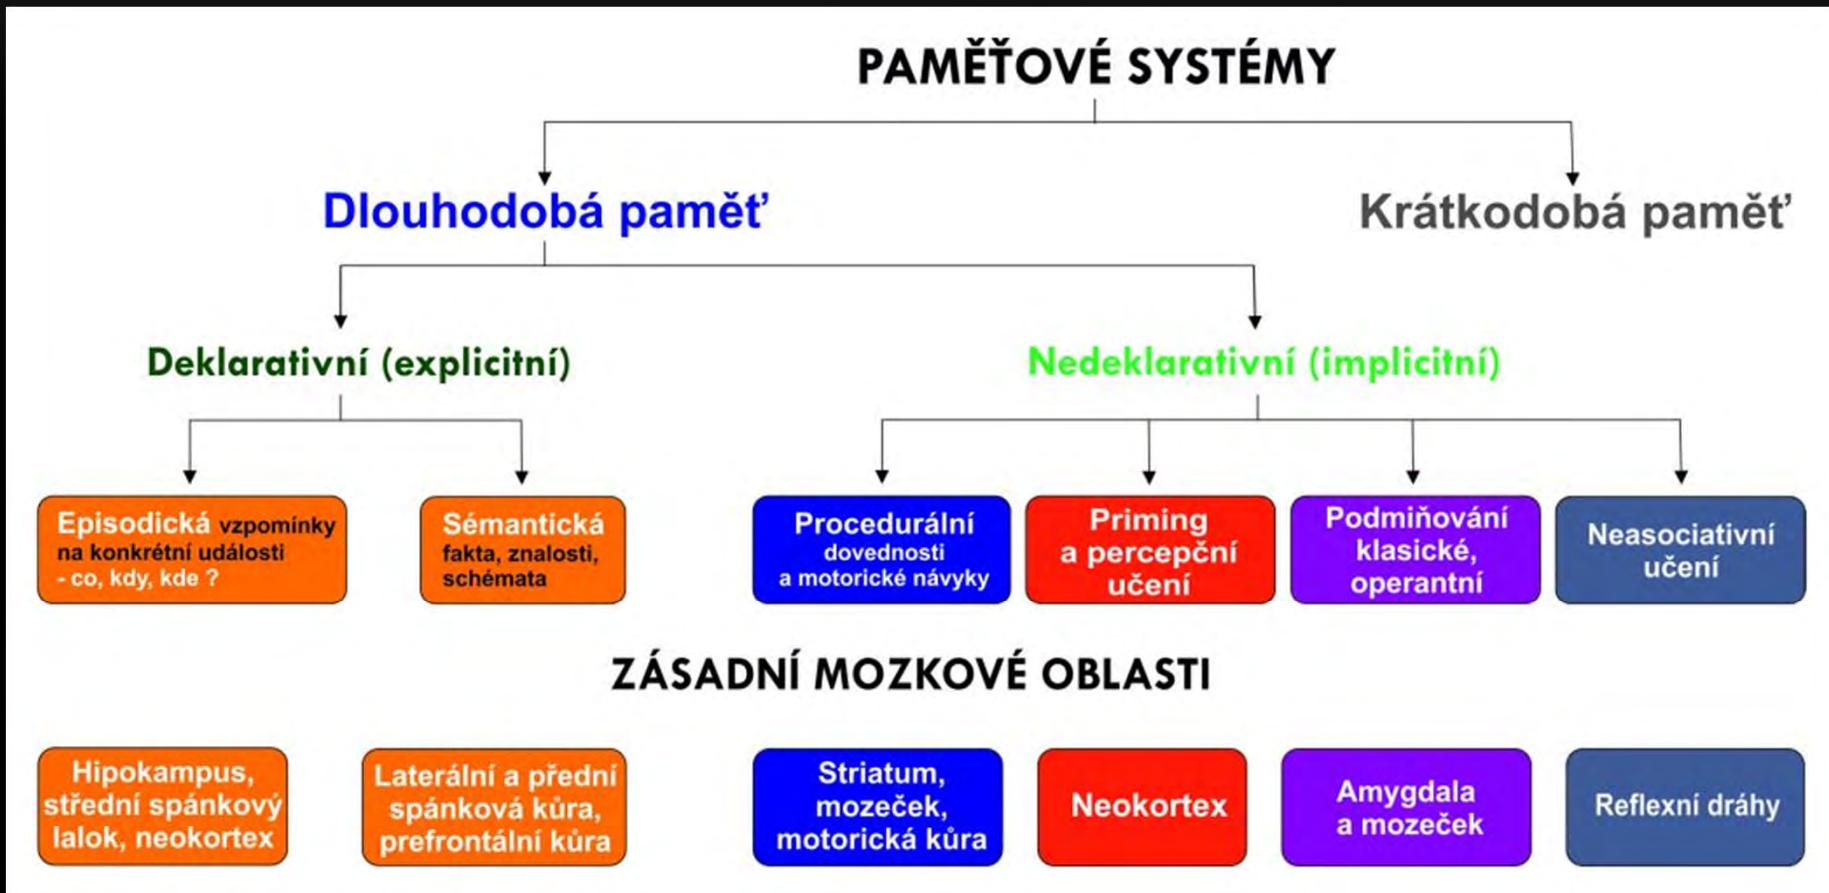 PAMĚŤOVÉ SYSTÉMY
Dlouhodobá paměť
Krátkodobá paměť
Deklarativní (explicitní)
Nedeklarativní (implicitní)
Episodická vzpomínky
na konkrétní události
- co, kdy, kde ?
Sémantická
fakta, znalosti,
schémata
Procedurální
dovednosti
a motorické návyky
Priming
a percepční
učení
Podmiňování
klasické,
operantní
Neasociativní
učení
ZÁSADNÍ MOZKOVÉ OBLASTI
Hipokampus,
střední spánkový
lalok, neokortex
Laterální a přední
spánková kůra,
prefrontální kůra
Striatum,
mozeček,
motorická kůra
Neokortex
Amygdala
a mozeček
Reflexní dráhy